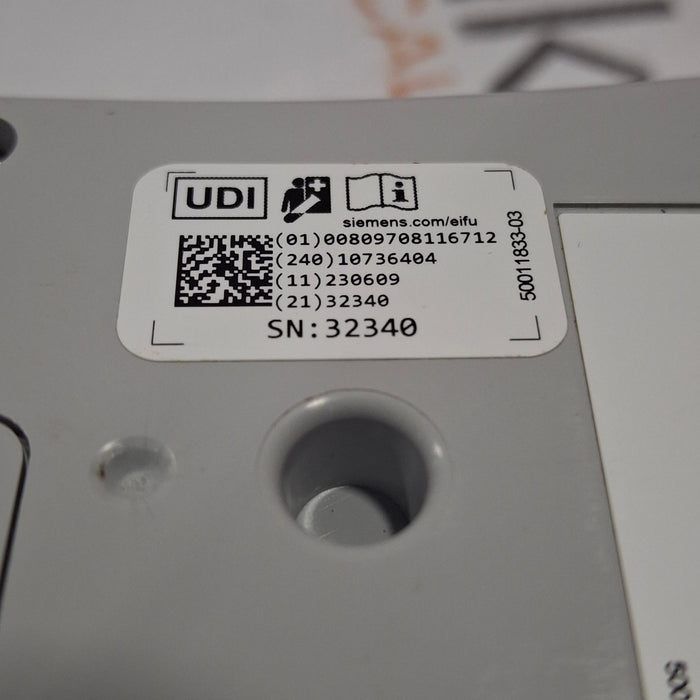 UDI
siemens.com/eifu
(01)00809708116712
(240)10736404
(11)230609
(21)32340
SN:32340
50011833-03